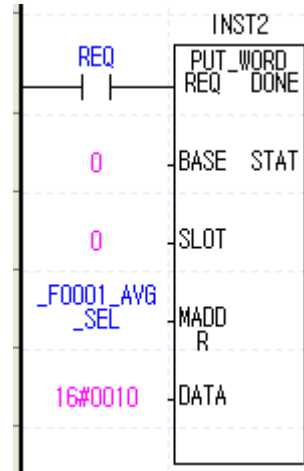 INST2
REQ
PUT_WORD
REQ DONE
0
BASE STAT
0
SLOT
_F0001_AVG
_SEL
MADD
R
16#0010
DATA